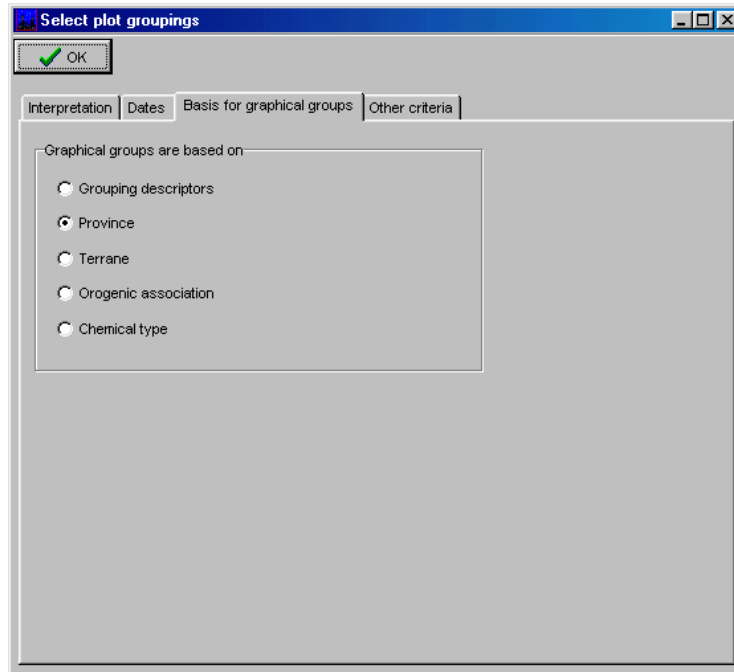 Select plot groupings
OK
Interpretation Dates Basis for graphical groups Other criteria
Graphical groups are based on
Grouping descriptors
Province
Terrane
Orogenic association
Chemical type